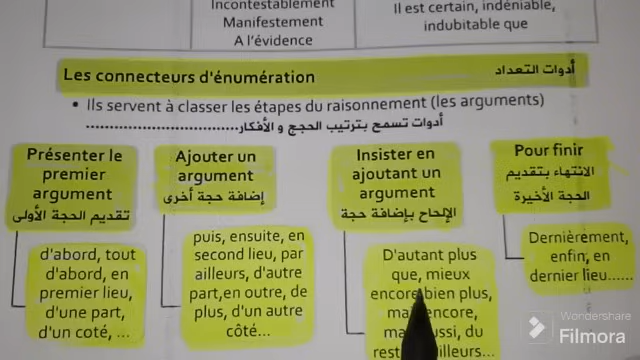 Incontestablement
Manifestement
A l'évidence
Il est certain, indéniable,
indubitable que
Les connecteurs d'énumération
أدوات التعداد
• Ils servent à classer les étapes du raisonnement (les arguments)
أدوات تسمح بترتيب الحجج و الأفكار................................
Présenter le
premier
argument
تقديم الحجة الأولى
d'abord, tout
d'abord, en
premier lieu,
d'une part,
d'un coté, ...
Ajouter un
argument
إضافة حجة أخرى
puis, ensuite, en
second lieu, par
ailleurs, d'autre
part,en outre, de
plus, d'un autre
côté...
Insister en
ajoutant un
argument
الإلحاح بإضافة حجة
D'autant plus
que, mieux
encore bien plus,
encore,
du
Pour finir
الانتهاء بتقديم
الحجة الأخيرة
Dernièrement,
enfin, en
dernier lieu......
Wondershare
Filmora